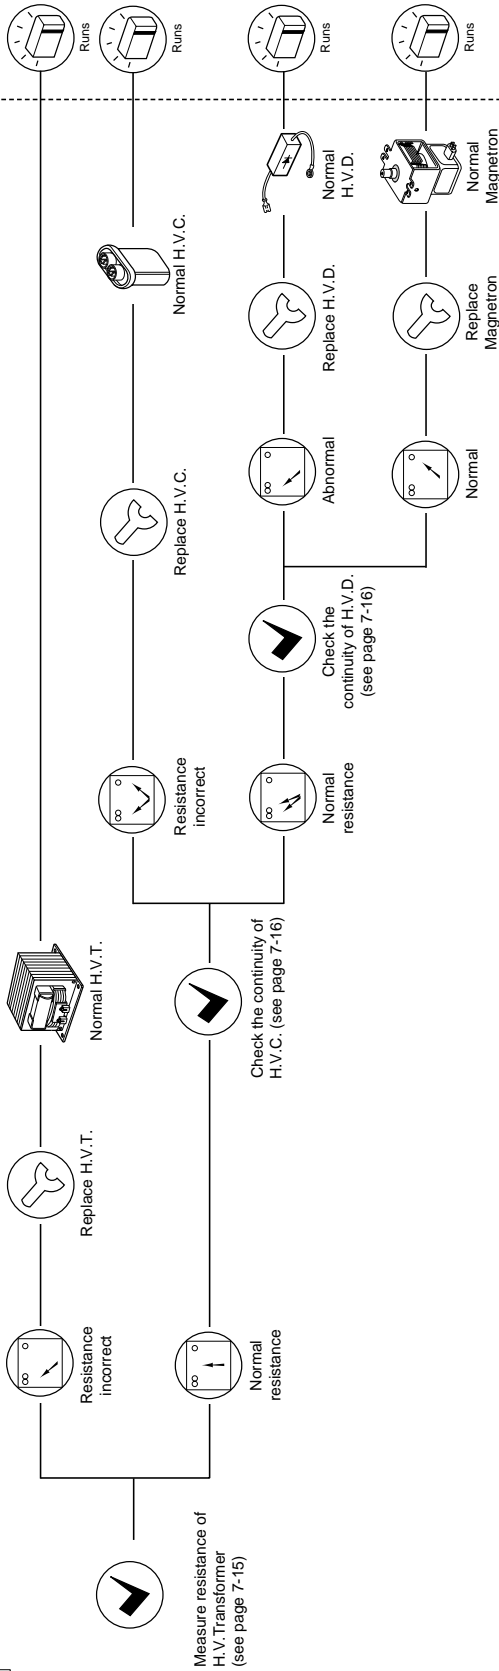 Measure resistance of
H.V.Transformer
(see page 7-15)
Resistance
incorrect
Replace H.V.T.
Normal H.V.T.
Runs
Normal
resistance
Check the continuity of
H.V.C. (see page 7-16)
Resistance
incorrect
Replace H.V.C.
Normal H.V.C.
Runs
Normal
resistance
Check the
continuity of H.V.D.
(see page 7-16)
Abnormal
Replace H.V.D.
Normal
H.V.D.
Runs
Normal
Replace
Magnetron
Normal
Magnetron
Runs